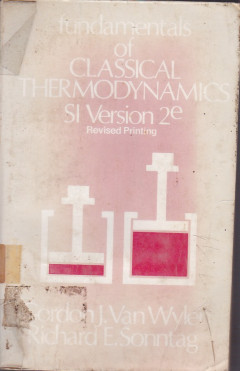 fundamentals
of
CLASSICAL
THERMODYNAMICS
SI Version 2e
Revised Printing
Gordon J. Van Wylen
Richard E. Sonntag